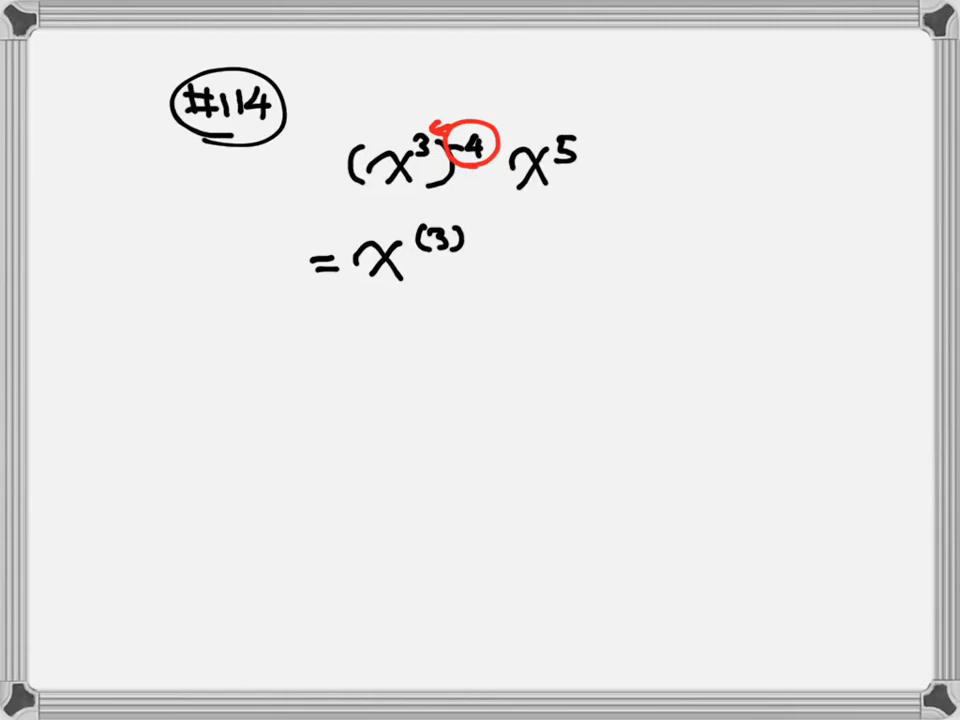 #114
(x³)⁻⁴ x⁵
= x⁽³⁾